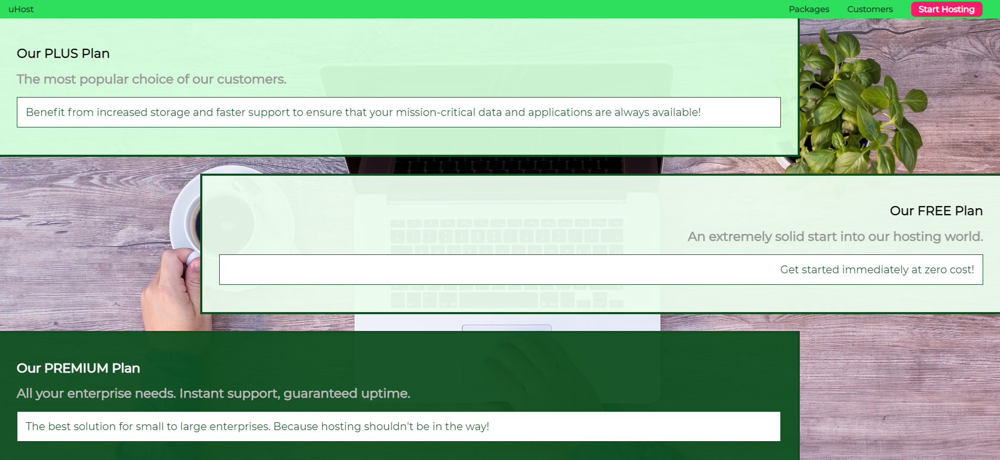 uHost
Packages Customers Start Hosting
Our PLUS Plan
The most popular choice of our customers.
Benefit from increased storage and faster support to ensure that your mission-critical data and applications are always available!
Our FREE Plan
An extremely solid start into our hosting world.
Get started immediately at zero cost!
Our PREMIUM Plan
All your enterprise needs. Instant support, guaranteed uptime.
The best solution for small to large enterprises. Because hosting shouldn't be in the way!